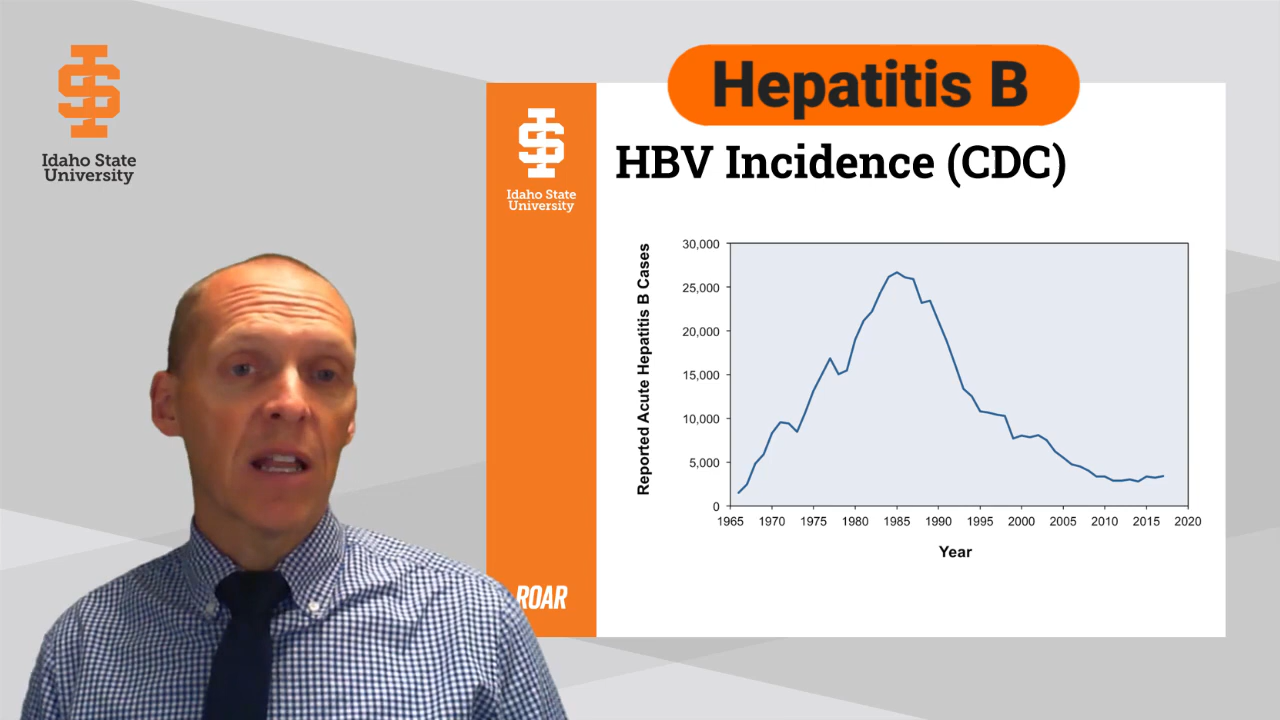 Idaho State
University
Hepatitis B
Idaho State
University
HBV Incidence (CDC)
Reported Acute Hepatitis B Cases
30,000
25,000
20,000
15,000
10,000
5,000
0
1965 1970 1975 1980 1985 1990 1995 2000 2005 2010 2015 2020
Year
ROAR